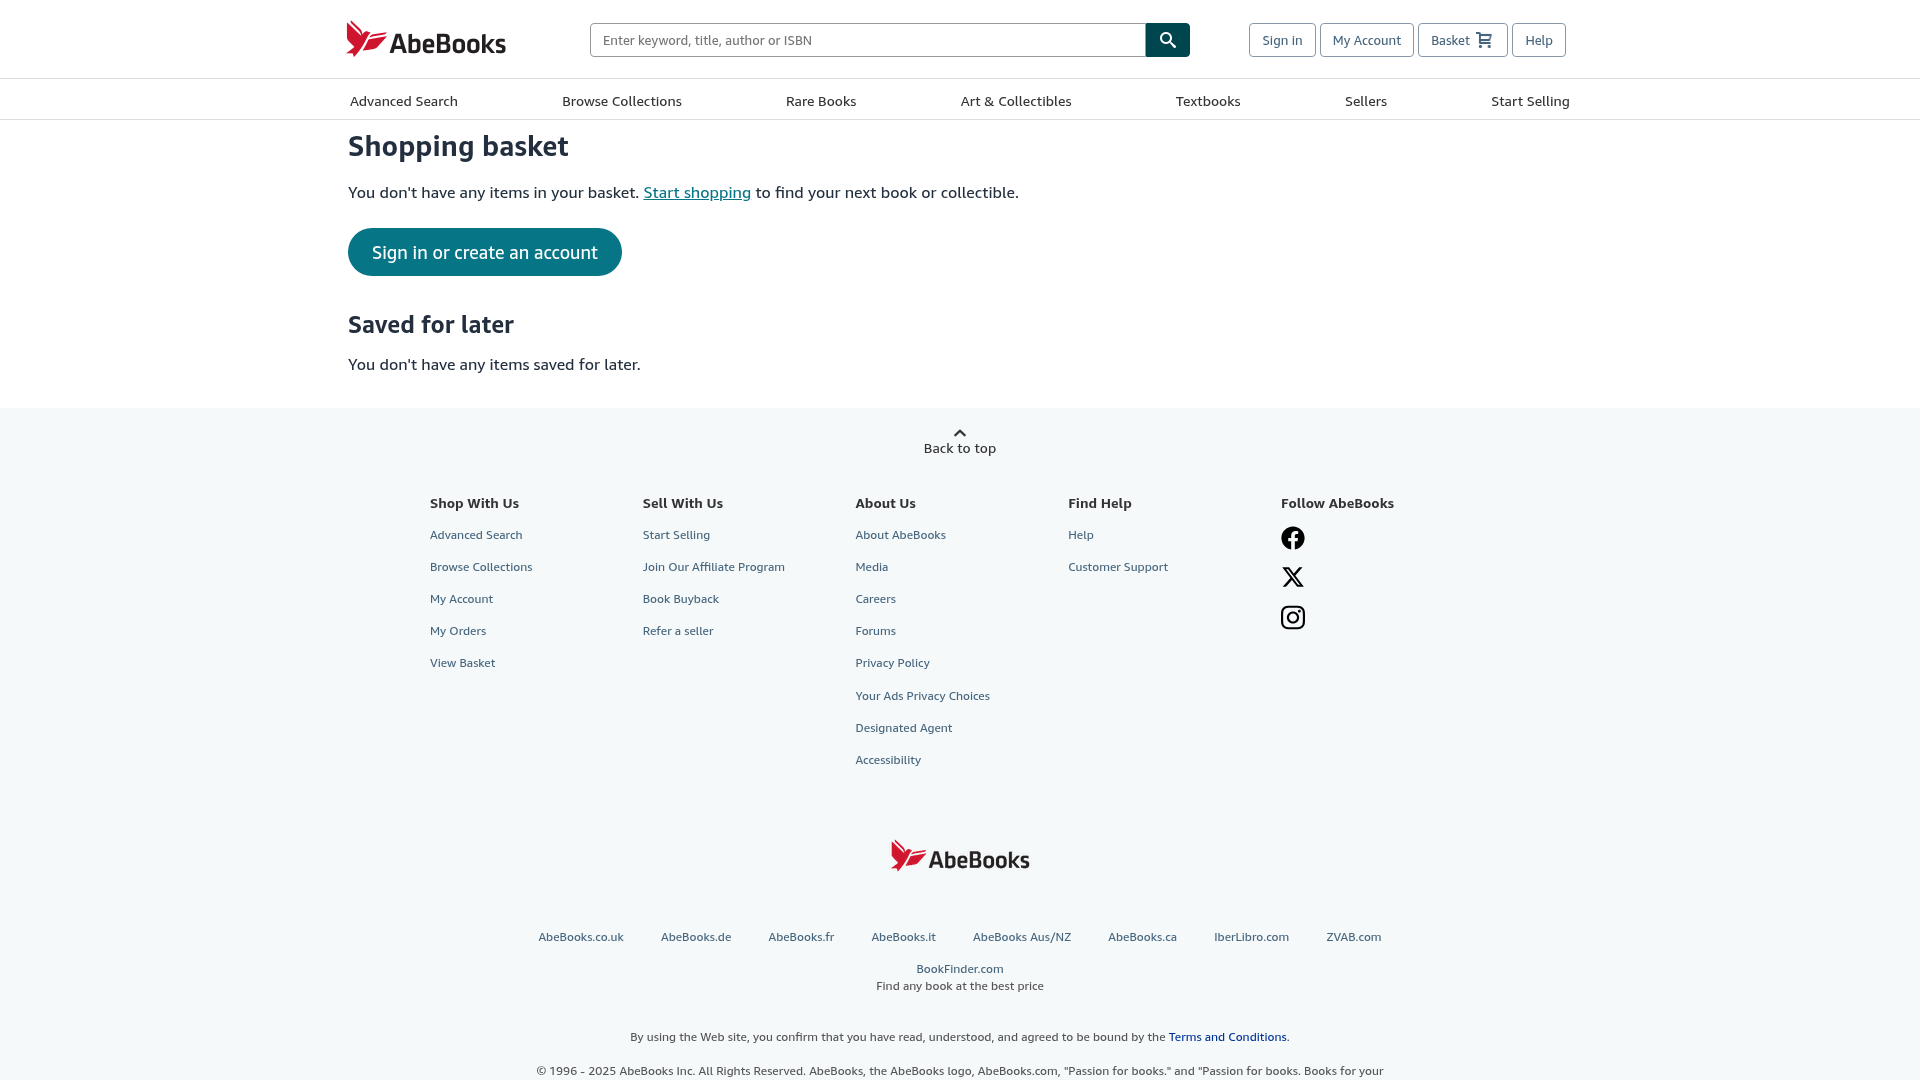 AbeBooks
Enter keyword, title, author or ISBN
Sign in
My Account
Basket
Help
Advanced Search
Browse Collections
Rare Books
Art & Collectibles
Textbooks
Sellers
Start Selling
Shopping basket
You don't have any items in your basket. Start shopping to find your next book or collectible.
Sign in or create an account
Saved for later
You don't have any items saved for later.
Back to top
Shop With Us
Advanced Search
Browse Collections
My Account
My Orders
View Basket
Sell With Us
Start Selling
Join Our Affiliate Program
Book Buyback
Refer a seller
About Us
About AbeBooks
Media
Careers
Forums
Privacy Policy
Your Ads Privacy Choices
Designated Agent
Accessibility
Find Help
Help
Customer Support
Follow AbeBooks
AbeBooks
AbeBooks.co.uk
AbeBooks.de
AbeBooks.fr
AbeBooks.it
AbeBooks Aus/NZ
AbeBooks.ca
IberLibro.com
ZVAB.com
BookFinder.com
Find any book at the best price
By using the Web site, you confirm that you have read, understood, and agreed to be bound by the Terms and Conditions.
© 1996 - 2025 AbeBooks Inc. All Rights Reserved. AbeBooks, the AbeBooks logo, AbeBooks.com, "Passion for books." and "Passion for books. Books for your